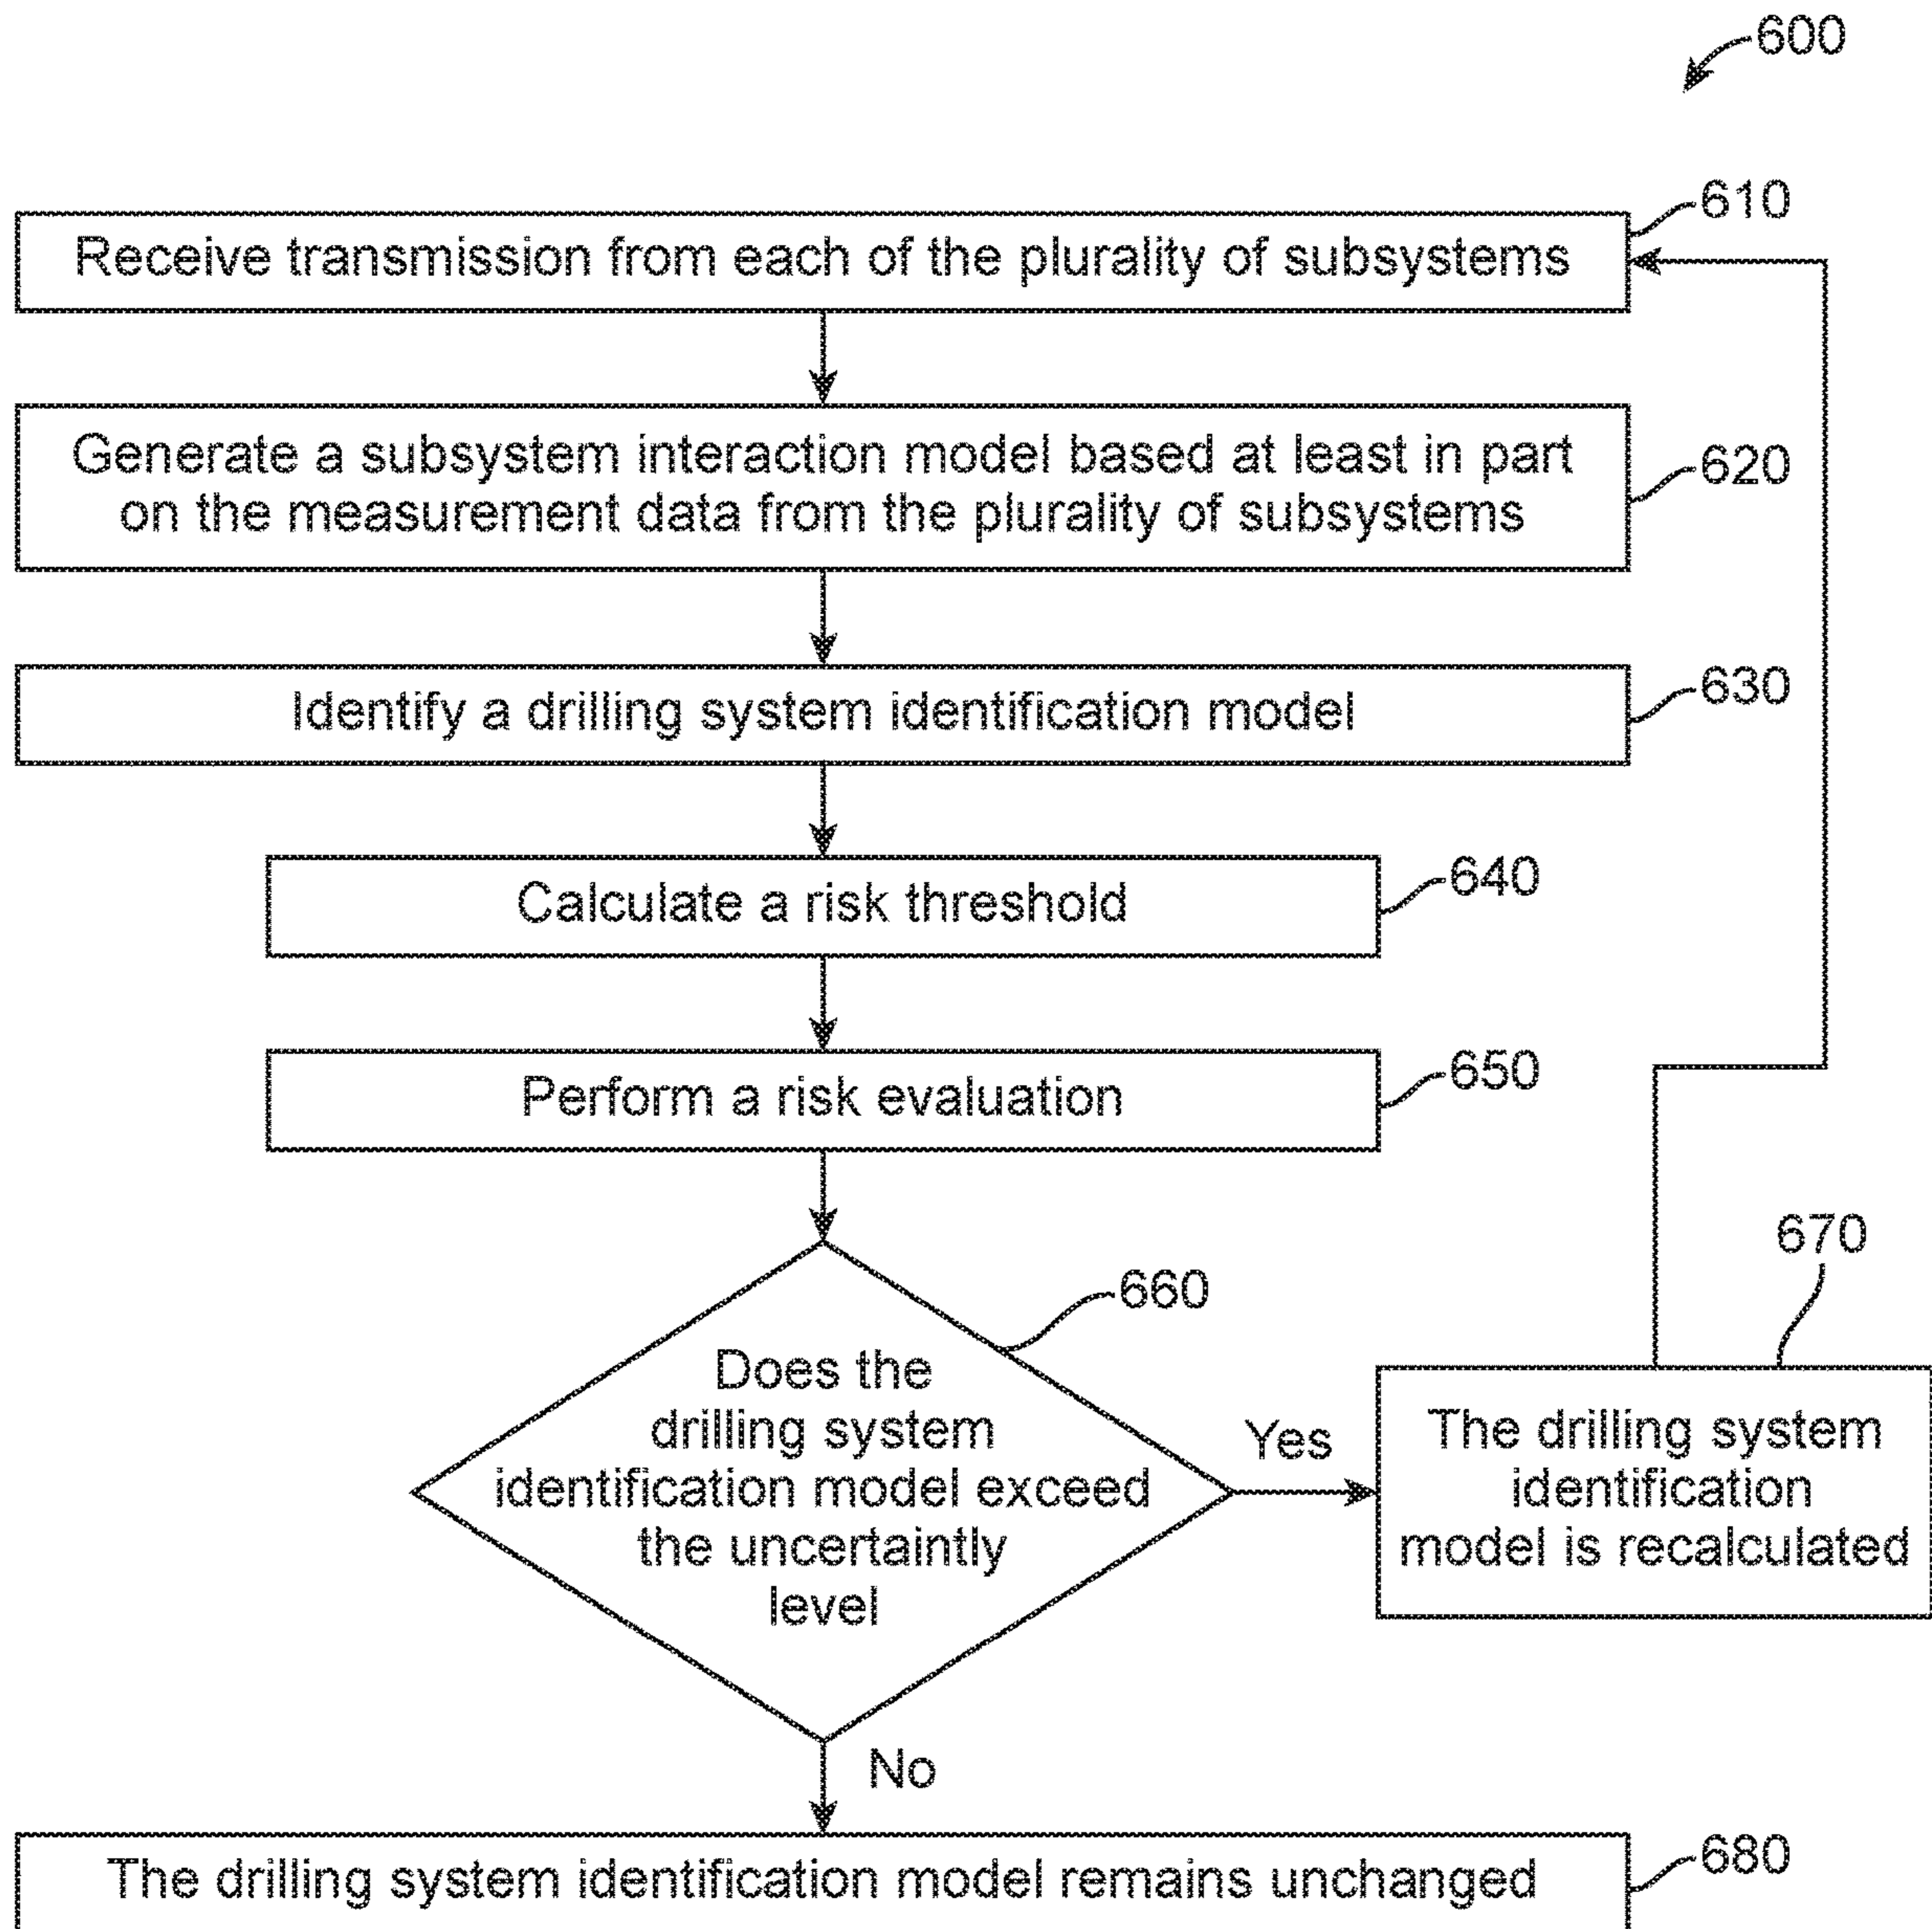 600
610
Receive transmission from each of the plurality of subsystems
Generate a subsystem interaction model based at least in part
on the measurement data from the plurality of subsystems
620
Identify a drilling system identification model
630
Calculate a risk threshold
640
Perform a risk evaluation
650
660
Does the
drilling system
identification model exceed
the uncertaintly
level
Yes
670
The drilling system
identification
model is recalculated
No
The drilling system identification model remains unchanged
680